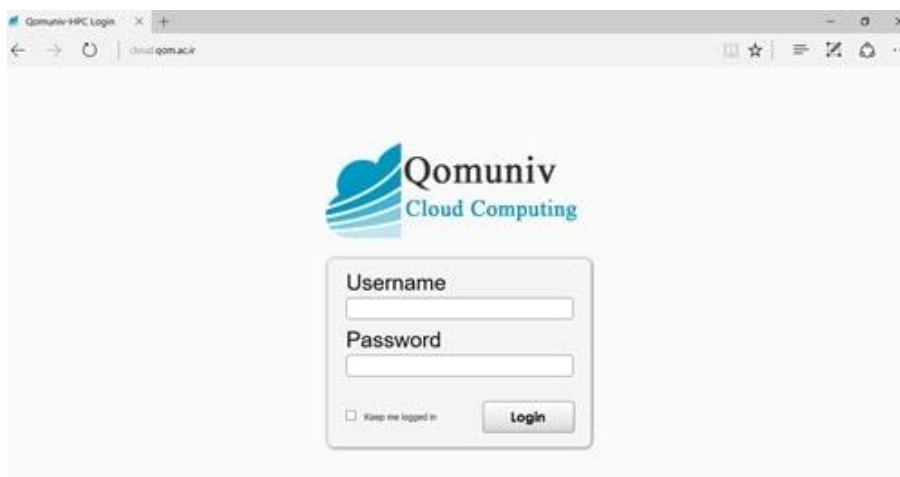 Qomuniv-HPC Login
cloud.qom.ac.ir
Qomuniv
Cloud Computing
Username
Password
Keep me logged in
Login